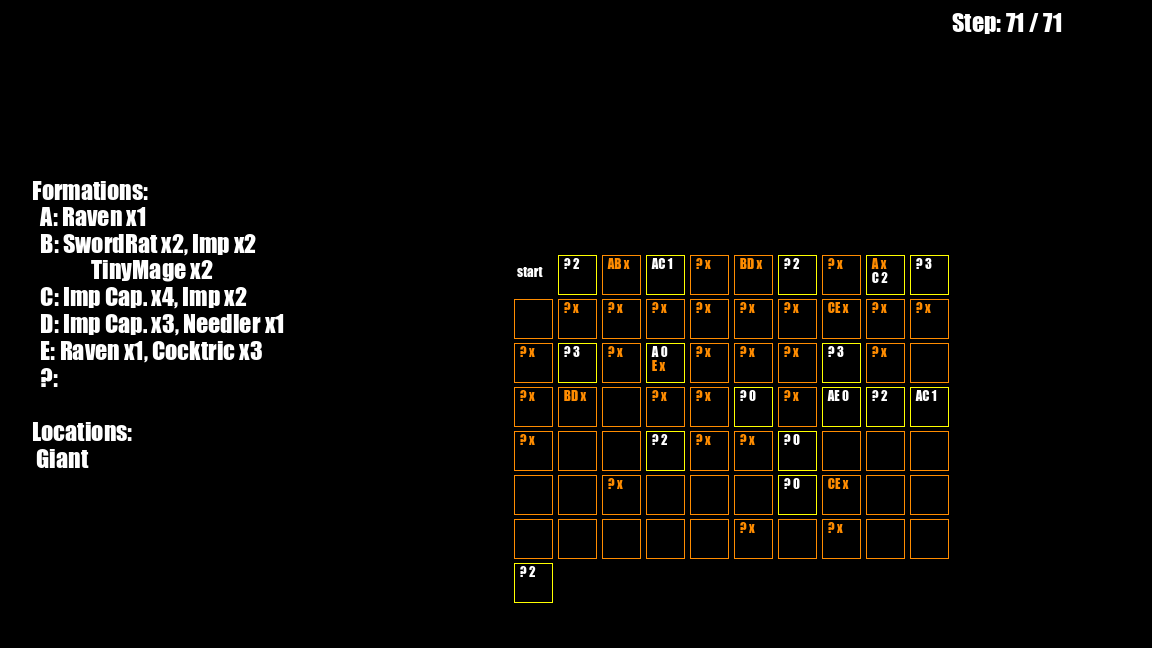 Step: 71 / 71
Formations:
A: Raven x1
B: SwordRat x2, Imp x2
TinyMage x2
C: Imp Cap. x4, Imp x2
D: Imp Cap. x3, Needler x1
E: Raven x1, Cocktric x3
?:
Locations:
Giant
start ? 2 AB x AC 1 ? x BD x ? 2 ? x A x ? 3
C 2
? x ? x ? x ? x ? x ? x CE x ? x ? x
? x ? 3 ? x A 0 ? x ? x ? x ? 3 ? x
E x
? x BD x ? x ? x ? 0 ? x AE 0 ? 2 AC 1
? x ? 2 ? x ? x ? 0
? x ? 0 CE x
? x ? x
? 2